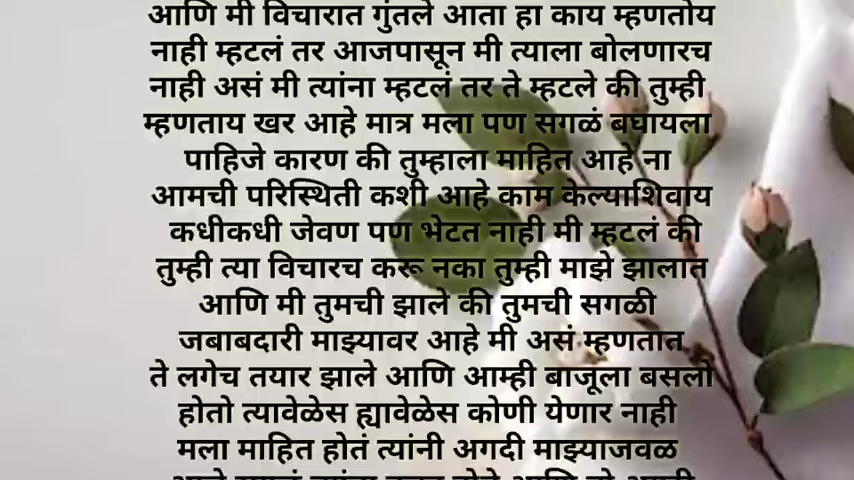 आणि मी विचारात गुंतले आता हा काय म्हणतोय
नाही म्हटलं तर आजपासून मी त्याला बोलणारच
नाही असं मी त्यांना म्हटलं तर ते म्हटले की तुम्ही
म्हणताय खर आहे मात्र मला पण सगळं बघायला
पाहिजे कारण की तुम्हाला माहित आहे ना
आमची परिस्थिती कशी आहे काम केल्याशिवाय
कधीकधी जेवण पण भेटत नाही मी म्हटलं की
तुम्ही त्या विचारच करू नका तुम्ही माझे झालात
आणि मी तुमची झाले की तुमची सगळी
जबाबदारी माझ्यावर आहे मी असं म्हणतात
ते लगेच तयार झाले आणि आम्ही बाजूला बसलो
होतो त्यावेळेस ह्यावेळेस कोणी येणार नाही
मला माहित होतं त्यांनी अगदी माझ्याजवळ